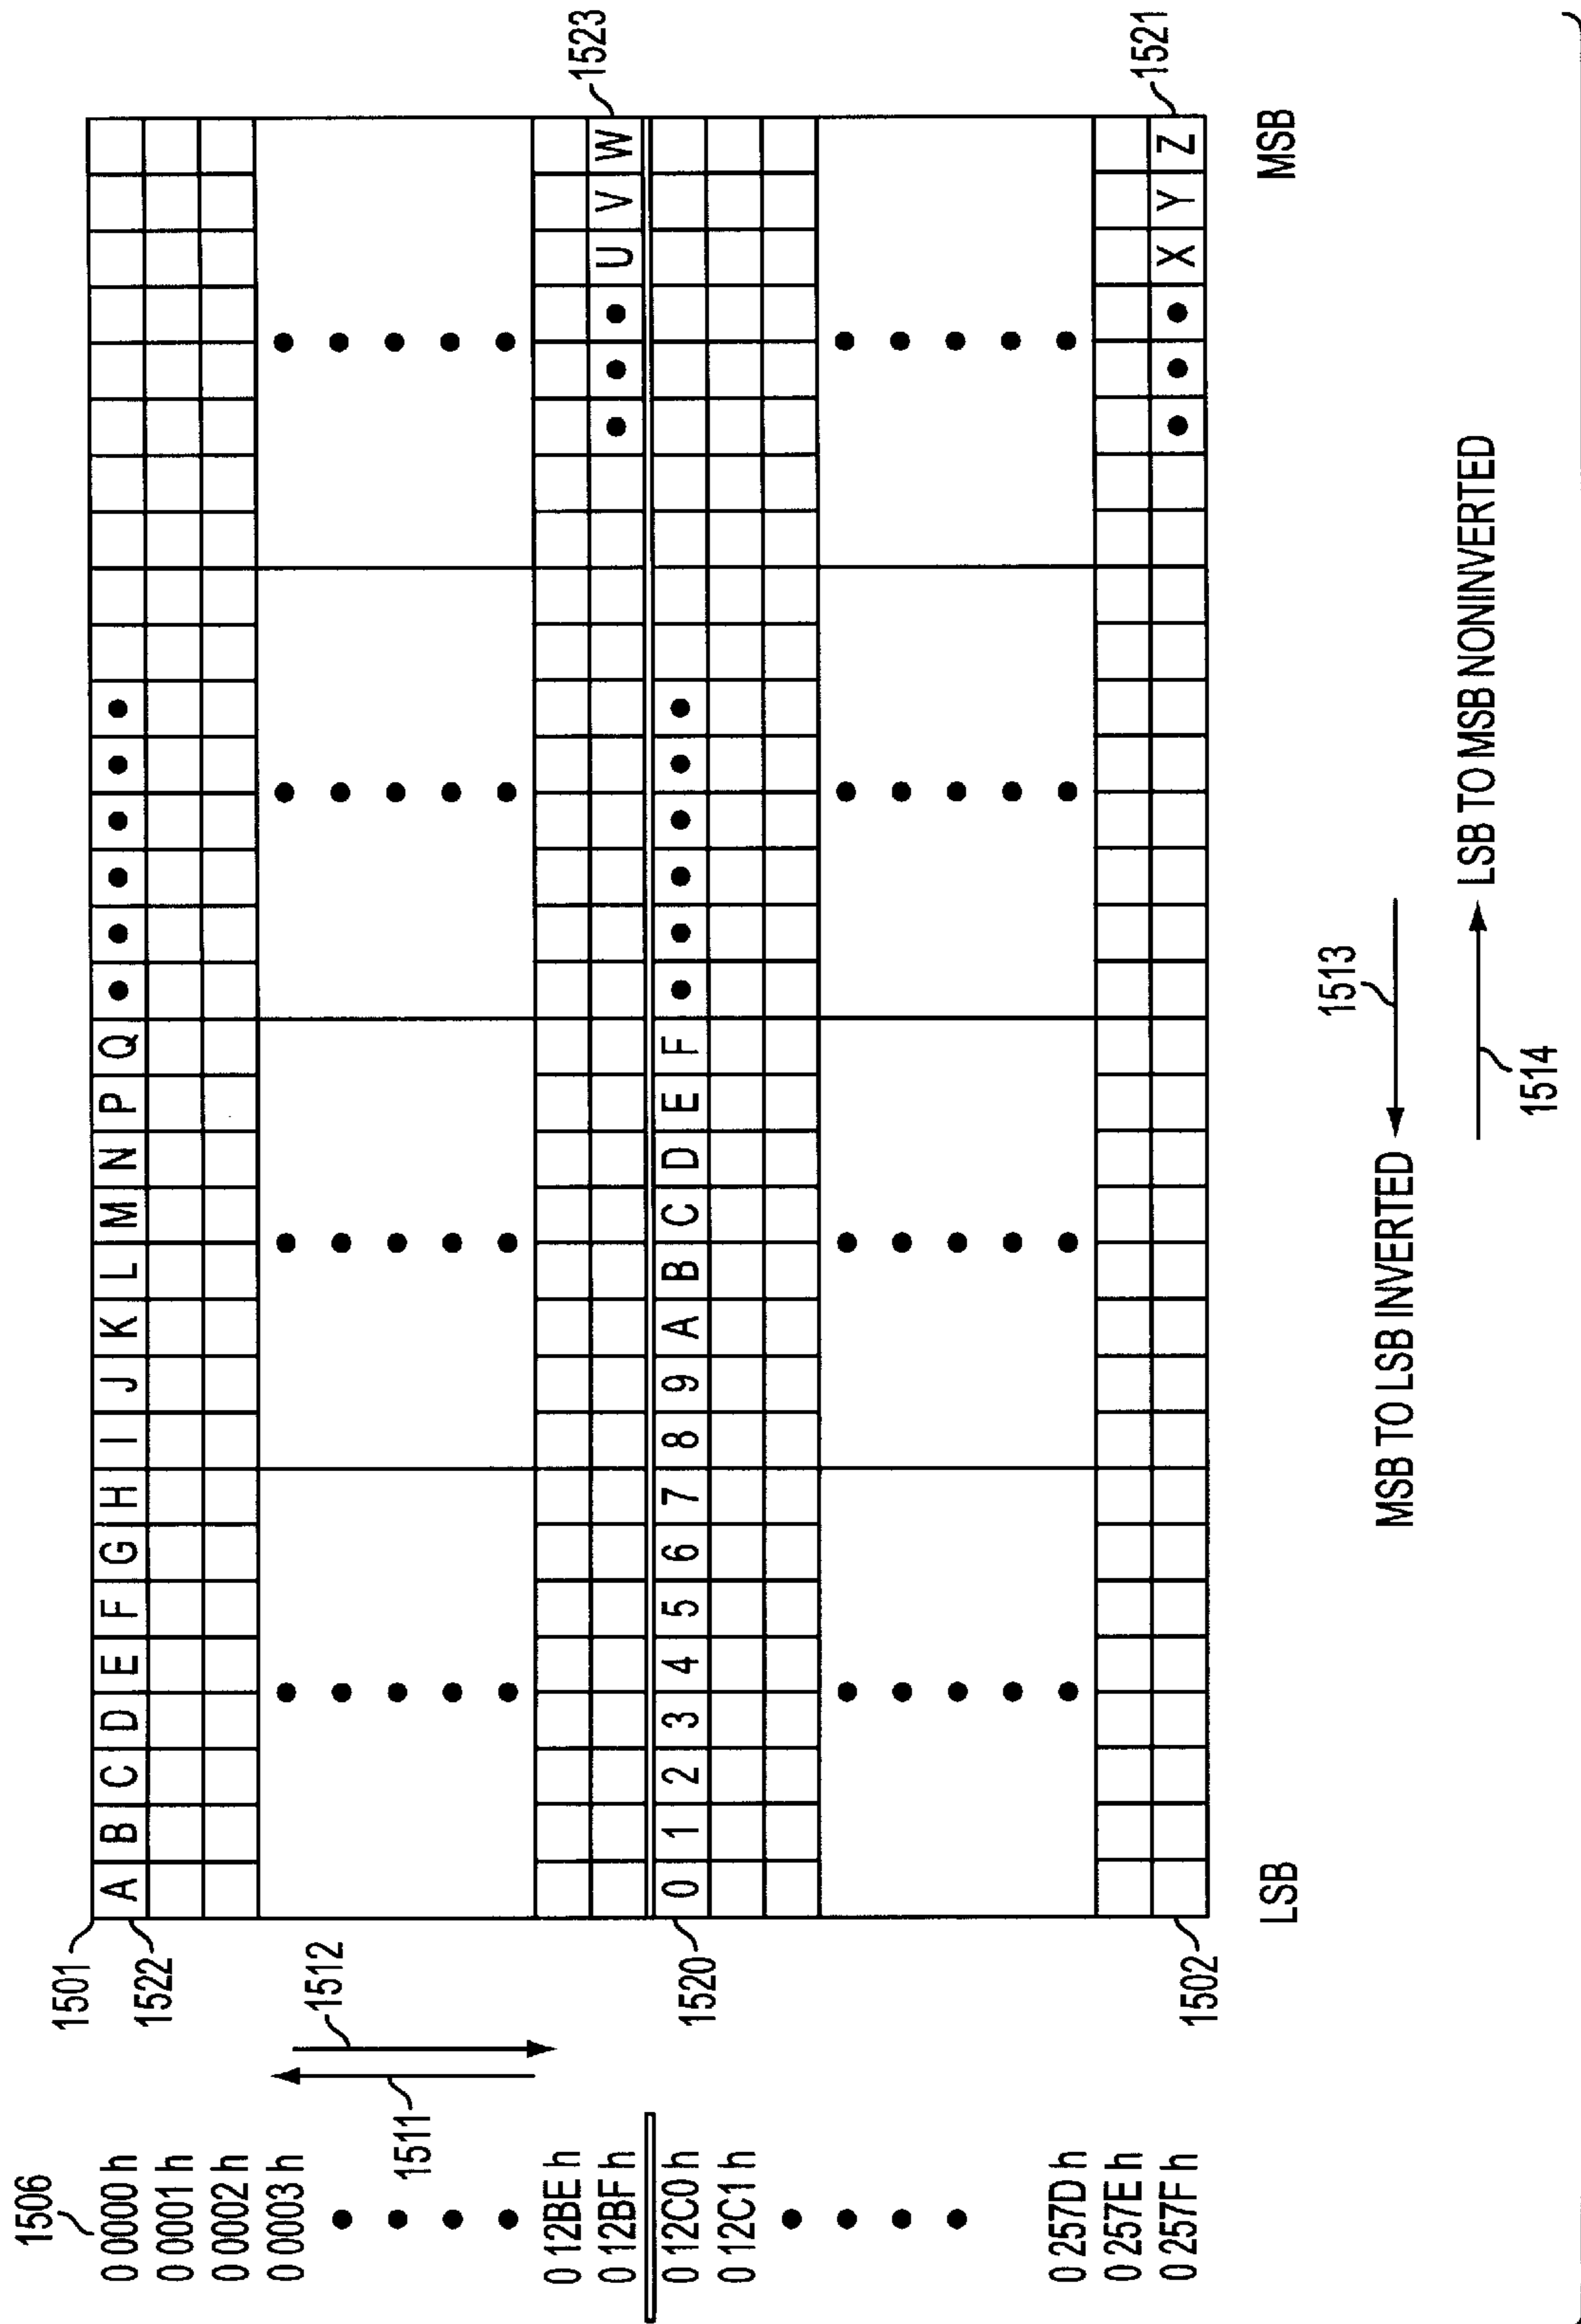 1506
0 0000 h
0 0001 h
0 0002 h
0 0003 h
0 12BE h
0 12BF h
0 12C0 h
0 12C1 h
0 257D h
0 257E h
0 257F h
1511
1512
1501
1522
1520
1502
A B C D E F G H I J K L M N P Q
U V W
1523
0 1 2 3 4 5 6 7 8 9 A B C D E F
X Y Z
1521
LSB
MSB
1513
MSB TO LSB INVERTED
LSB TO MSB NONINVERTED
1514